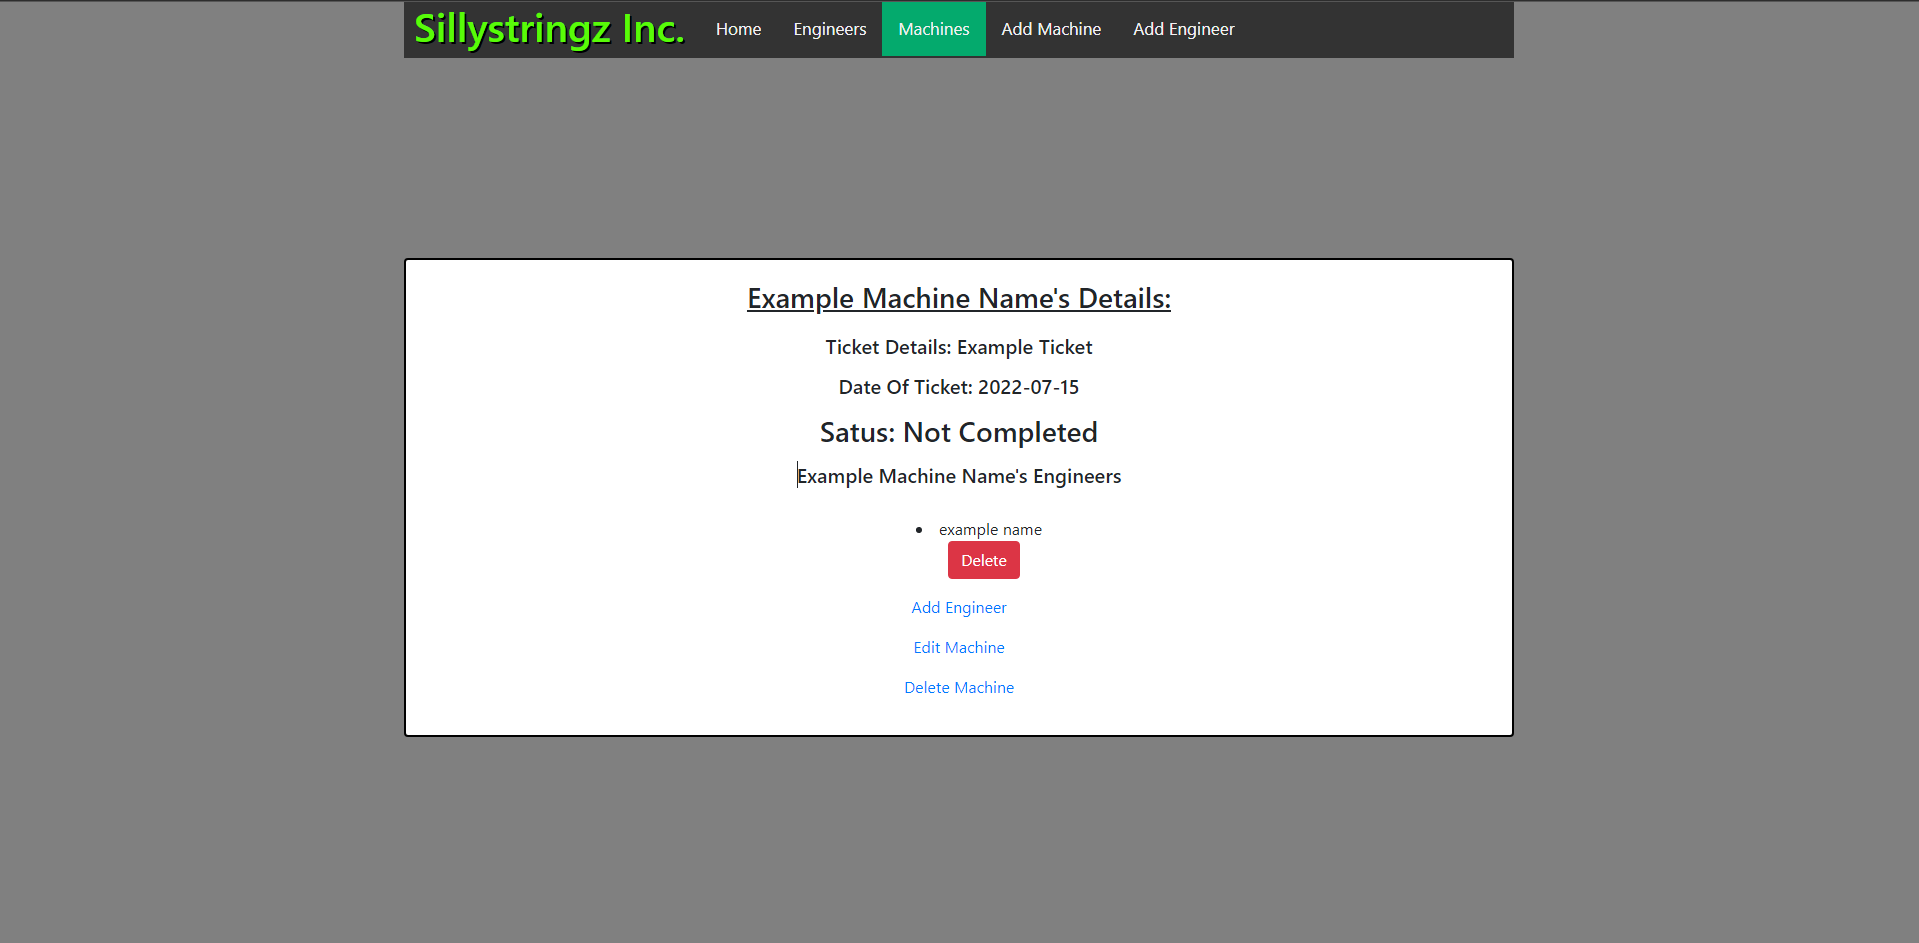 Sillystringz Inc. Home Engineers Machines Add Machine Add Engineer
Example Machine Name's Details:
Ticket Details: Example Ticket
Date Of Ticket: 2022-07-15
Satus: Not Completed
Example Machine Name's Engineers
example name
Delete
Add Engineer
Edit Machine
Delete Machine